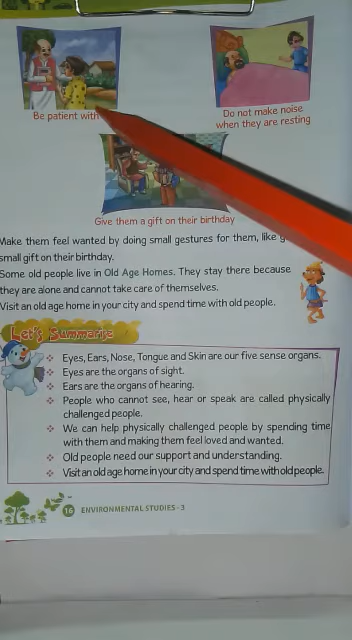 Be patient with
Do not make noise
when they are resting
Give them a gift on their birthday
Make them feel wanted by doing small gestures for them, like
small gift on their birthday.
Some old people live in Old Age Homes. They stay there because
they are alone and cannot take care of themselves.
Visit an old age home in your city and spend time with old people.
Let's Summarise
❖ Eyes, Ears, Nose, Tongue and Skin are our five sense organs.
❖ Eyes are the organs of sight.
❖ Ears are the organs of hearing.
❖ People who cannot see, hear or speak are called physically
challenged people.
❖ We can help physically challenged people by spending time
with them and making them feel loved and wanted.
❖ Old people need our support and understanding.
❖ Visit an old age home in your city and spend time with old people.
16 ENVIRONMENTAL STUDIES - 3